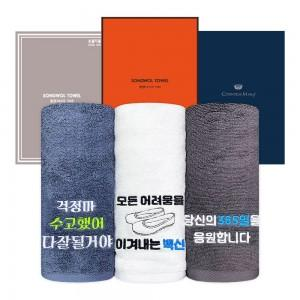 SONGWOL TOWEL
SONGWOL TOWEL
걱정마
수고했어
다잘될거야
모든 어려움을
이겨내는 백신
당신의 365일을
응원합니다